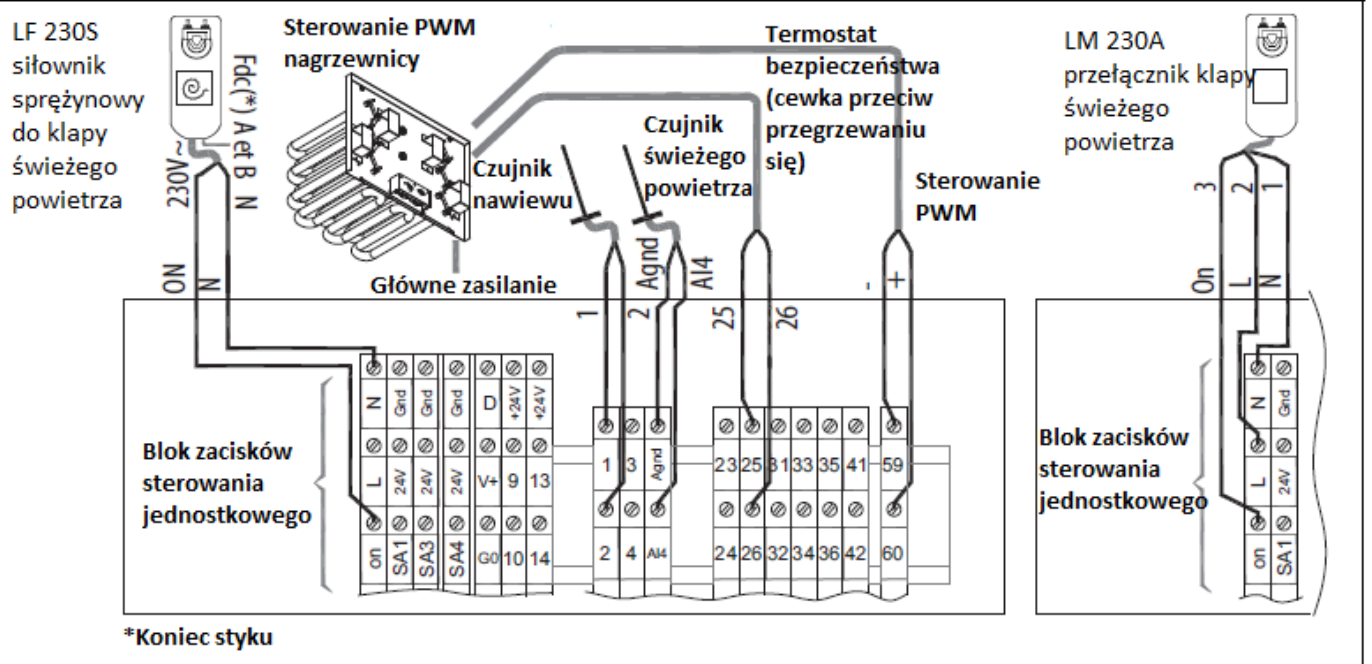 LF 230S
siłownik
sprężynowy
do klapy
świeżego
powietrza
230V~
Fdc(*) A et B
N
ON
N
Sterowanie PWM
nagrzewnicy
Główne zasilanie
Czujnik
nawiewu
Czujnik
świeżego
powietrza
Termostat
bezpieczeństwa
(cewka przeciw
przegrzewaniu
się)
Sterowanie
PWM
1
2
Agnd
AI4
25
26
-
+
LM 230A
przełącznik klapy
świeżego
powietrza
3
2
1
On
L
N
Blok zacisków
sterowania
jednostkowego
N Gnd Gnd Gnd D +24V +24V
L 24V 24V 24V V+ 9 13
on SA1 SA3 SA4 G0 10 14
1 3 Agnd
2 4 AI4
23 25 31 33 35 41 59
24 26 32 34 36 42 60
Blok zacisków
sterowania
jednostkowego
N Gnd
L 24V
on SA1
*Koniec styku